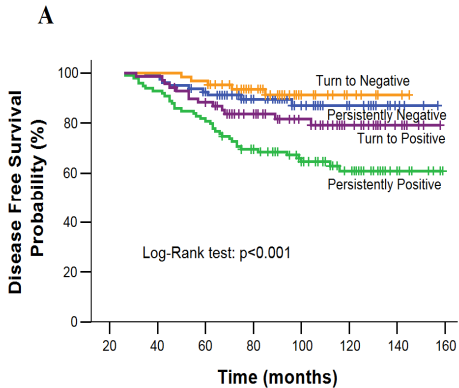 A
Disease Free Survival
Probability (%)
100
80
60
40
20
0
Turn to Negative
Persistently Negative
Turn to Positive
Persistently Positive
Log-Rank test: p<0.001
20 40 60 80 100 120 140 160
Time (months)